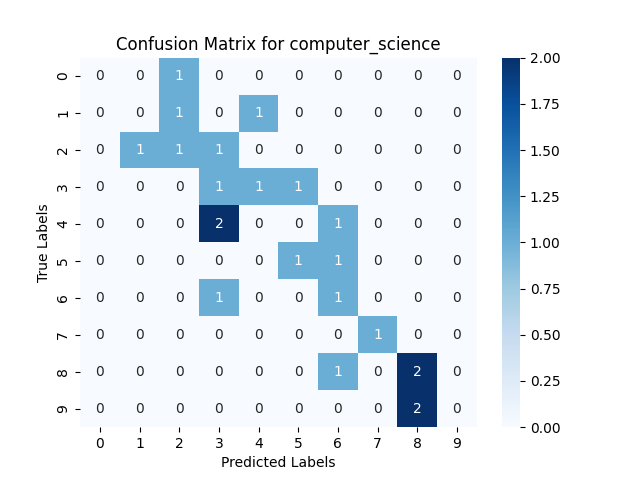 Confusion Matrix for computer_science
0 0 0 1 0 0 0 0 0 0 0
1 0 0 1 0 1 0 0 0 0 0
2 0 1 1 1 0 0 0 0 0 0
3 0 0 0 1 1 1 0 0 0 0
4 0 0 0 2 0 0 1 0 0 0
5 0 0 0 0 0 1 1 0 0 0
6 0 0 0 1 0 0 1 0 0 0
7 0 0 0 0 0 0 0 1 0 0
8 0 0 0 0 0 0 1 0 2 0
9 0 0 0 0 0 0 0 0 2 0
0 1 2 3 4 5 6 7 8 9
Predicted Labels
True Labels
2.00
1.75
1.50
1.25
1.00
0.75
0.50
0.25
0.00